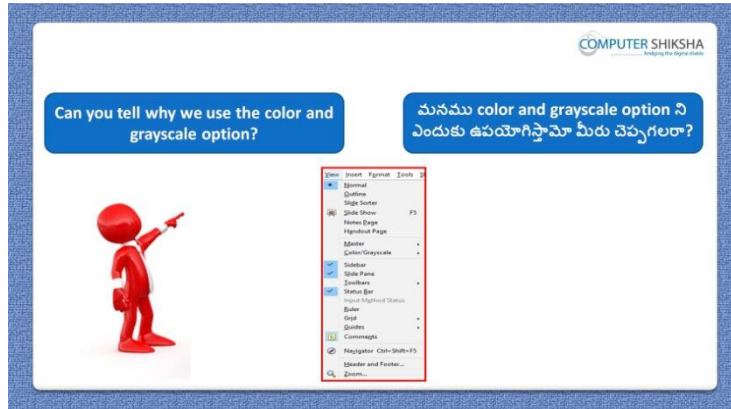 COMPUTER SHIKSHA
Bridging the digital divide
Can you tell why we use the color and
grayscale option?
మనము color and grayscale option ని
ఎందుకు ఉపయోగిస్తామో మీరు చెప్పగలరా?
View Insert Format Tools
Normal
Outline
Slide Sorter
Slide Show F5
Notes Page
Handout Page
Master
Color/Grayscale
Sidebar
Slide Pane
Toolbars
Status Bar
Input Method Status
Ruler
Grid
Guides
Comments
Navigator Ctrl+Shift+F5
Header and Footer...
Zoom...